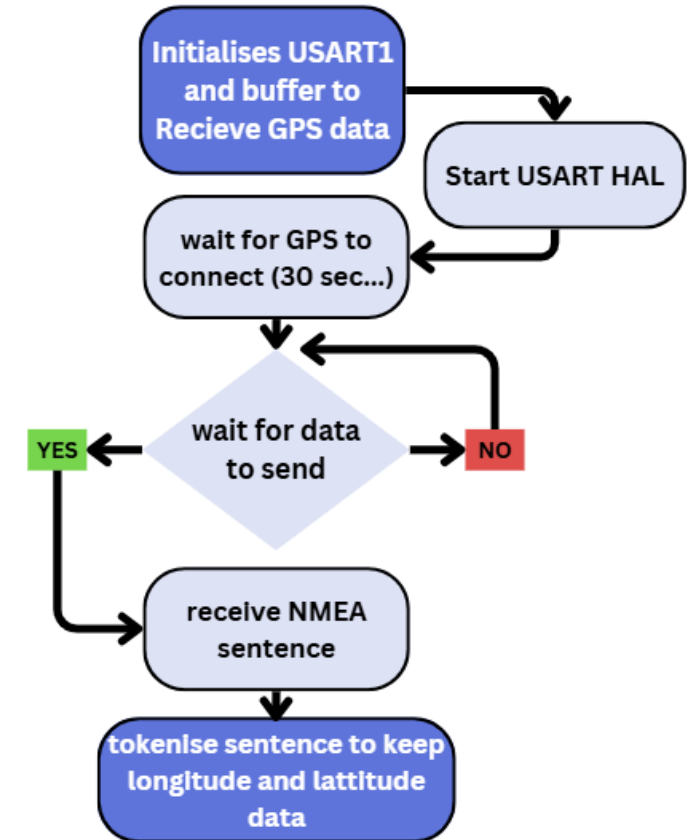 Initialises USART1
and buffer to
Recieve GPS data
Start USART HAL
wait for GPS to
connect (30 sec...)
wait for data
to send
YES
NO
receive NMEA
sentence
tokenise sentence to keep
longitude and lattitude
data